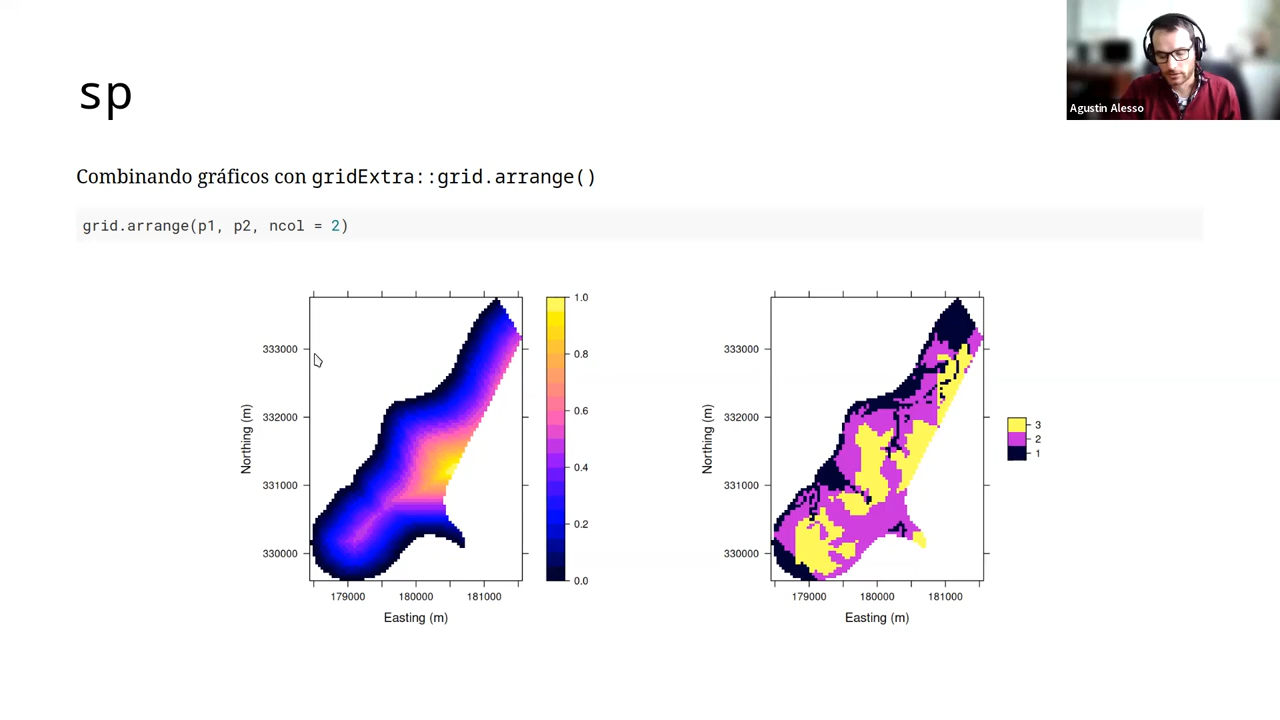 sp
Agustin Alesso
Combinando gráficos con gridExtra::grid.arrange()
grid.arrange(p1, p2, ncol = 2)
333000
332000
331000
330000
Northing (m)
179000 180000 181000
Easting (m)
1.0
0.8
0.6
0.4
0.2
0.0
333000
332000
331000
330000
Northing (m)
179000 180000 181000
Easting (m)
3
2
1